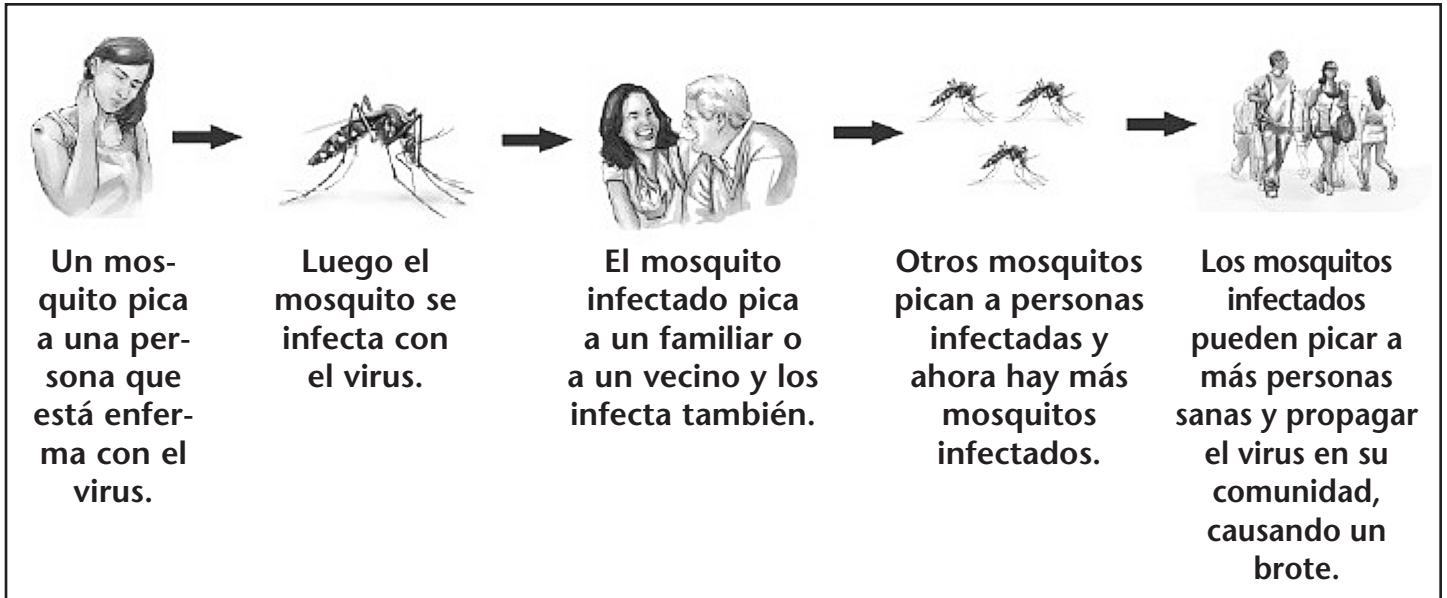 Un mos-
quito pica
a una per-
sona que
está enfer-
ma con el
virus.
Luego el
mosquito se
infecta con
el virus.
El mosquito
infectado pica
a un familiar o
a un vecino y los
infecta también.
Otros mosquitos
pican a personas
infectadas y
ahora hay más
mosquitos
infectados.
Los mosquitos
infectados
pueden picar a
más personas
sanas y propagar
el virus en su
comunidad,
causando un
brote.